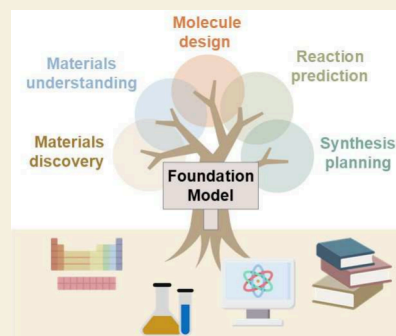 Molecule
design
Materials
understanding
Reaction
prediction
Materials
discovery
Synthesis
planning
Foundation
Model